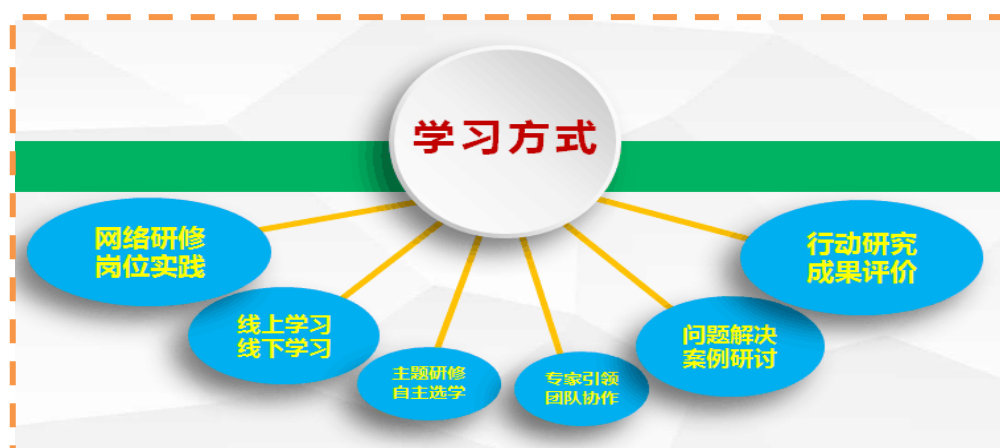 学习方式
网络研修
岗位实践
线上学习
线下学习
主题研修
自主选学
专家引领
团队协作
问题解决
案例研讨
行动研究
成果评价